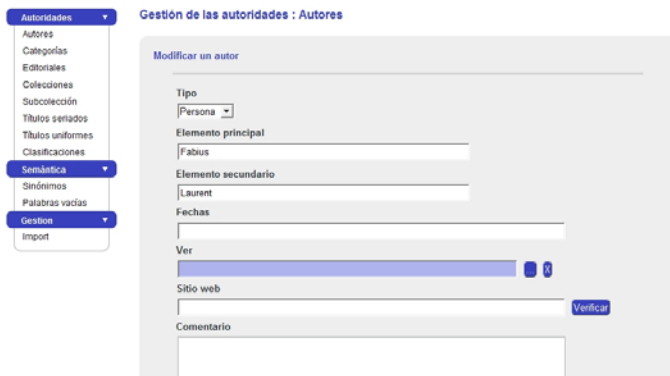 Autoridades
Autores
Categorías
Editoriales
Colecciones
Subcolección
Títulos seriados
Títulos uniformes
Clasificaciones
Semántica
Sinónimos
Palabras vacías
Gestion
Import
Gestión de las autoridades : Autores
Modificar un autor
Tipo
Persona
Elemento principal
Fabius
Elemento secundario
Laurent
Fechas
Ver
... X
Sitio web
Verificar
Comentario